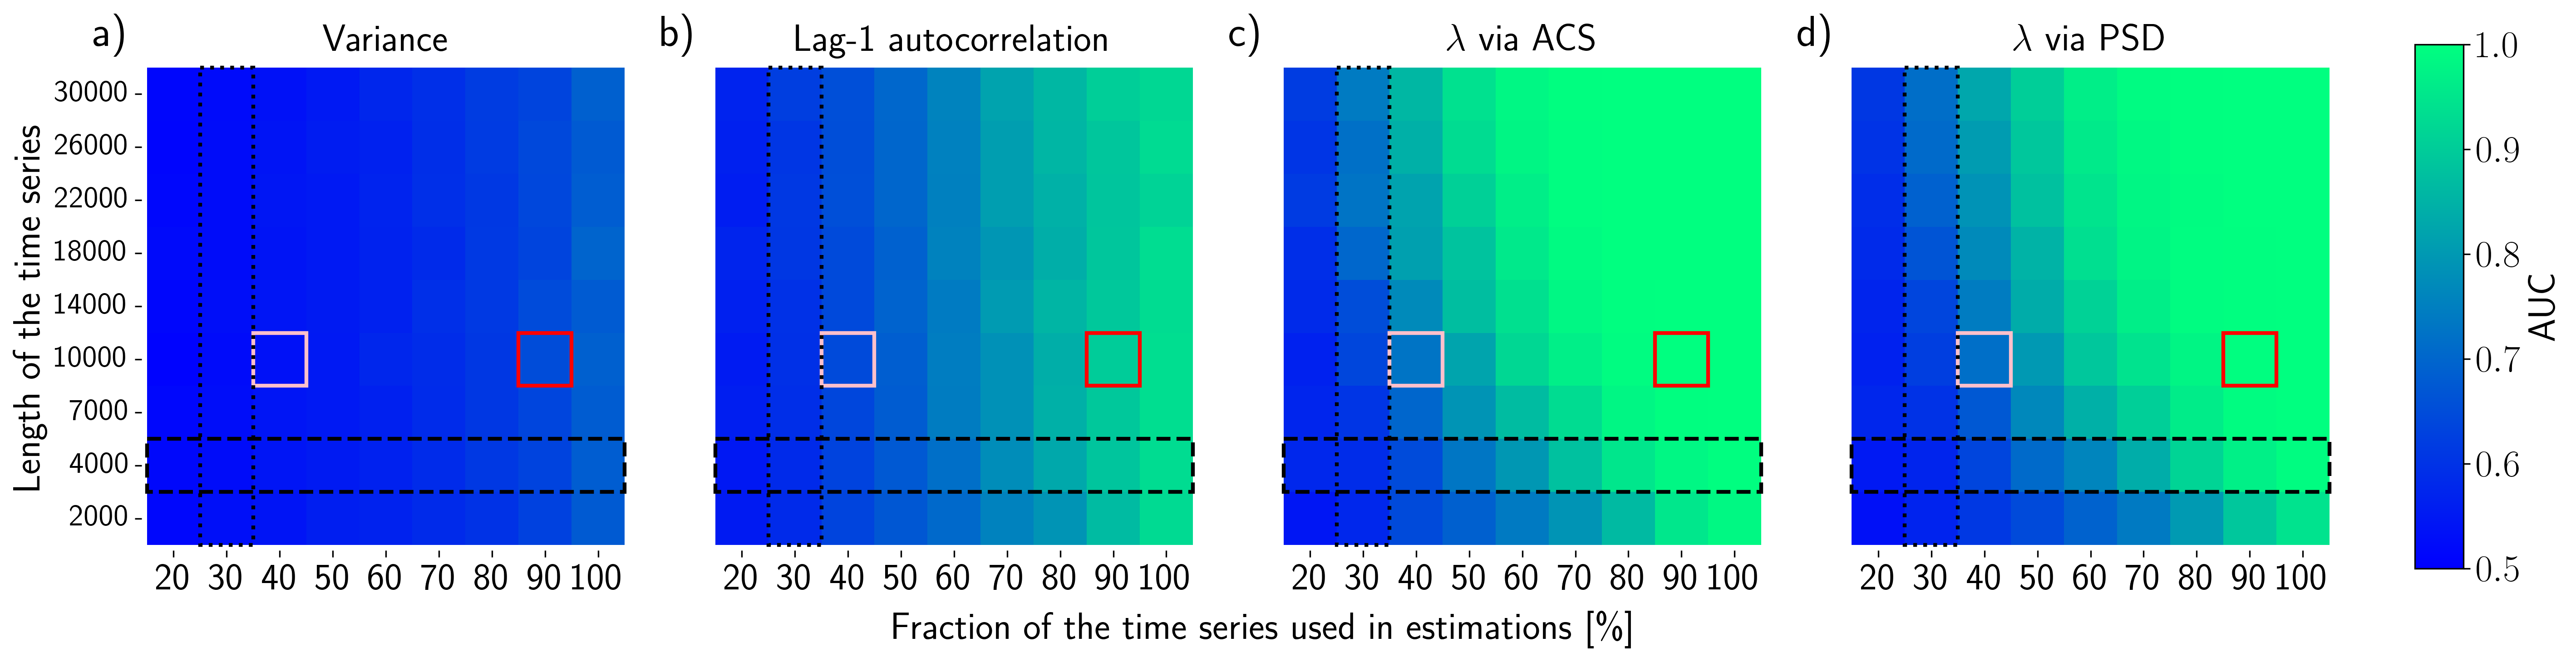 a) Variance
b) Lag-1 autocorrelation
c) λ via ACS
d) λ via PSD
Length of the time series
30000
26000
22000
18000
14000
10000
7000
4000
2000
20 30 40 50 60 70 80 90 100
20 30 40 50 60 70 80 90 100
20 30 40 50 60 70 80 90 100
20 30 40 50 60 70 80 90 100
Fraction of the time series used in estimations [%]
1.0
0.9
0.8
0.7
0.6
0.5
AUC